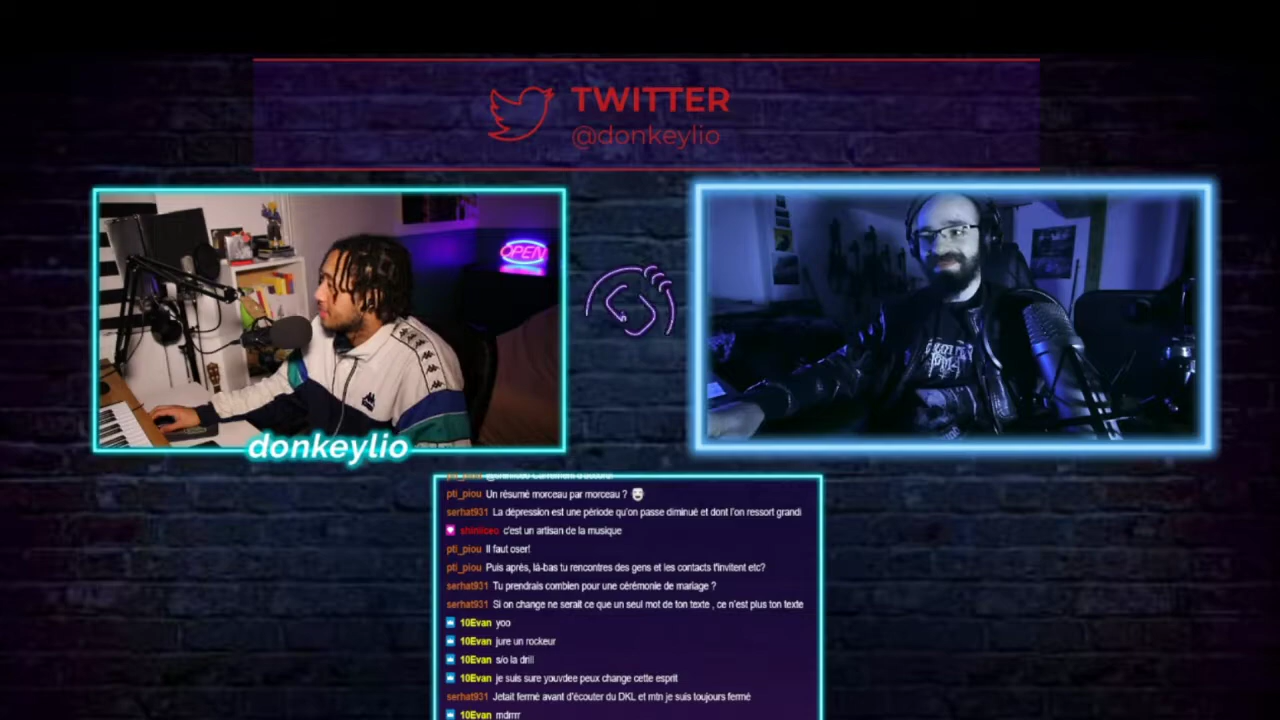 TWITTER
@donkeylio
OPEN
donkeylio
pti_piou Un résumé morceau par morceau ?
serhat931 La dépression est une période qu'on passe diminué et dont l'on ressort grandi
shiniiceo c'est un artisan de la musique
pti_piou Il faut oser!
pti_piou Puis après, là-bas tu rencontres des gens et les contacts t'invitent etc?
serhat931 Tu prendrais combien pour une cérémonie de mariage ?
serhat931 Si on change ne serait ce que un seul mot de ton texte , ce n'est plus ton texte
10Evan yoo
10Evan jure un rockeur
10Evan s/o la drill
10Evan je suis sure youvdee peux change cette esprit
serhat931 Jetait fermé avant d'écouter du DKL et mtn je suis toujours fermé
10Evan mdrrrr